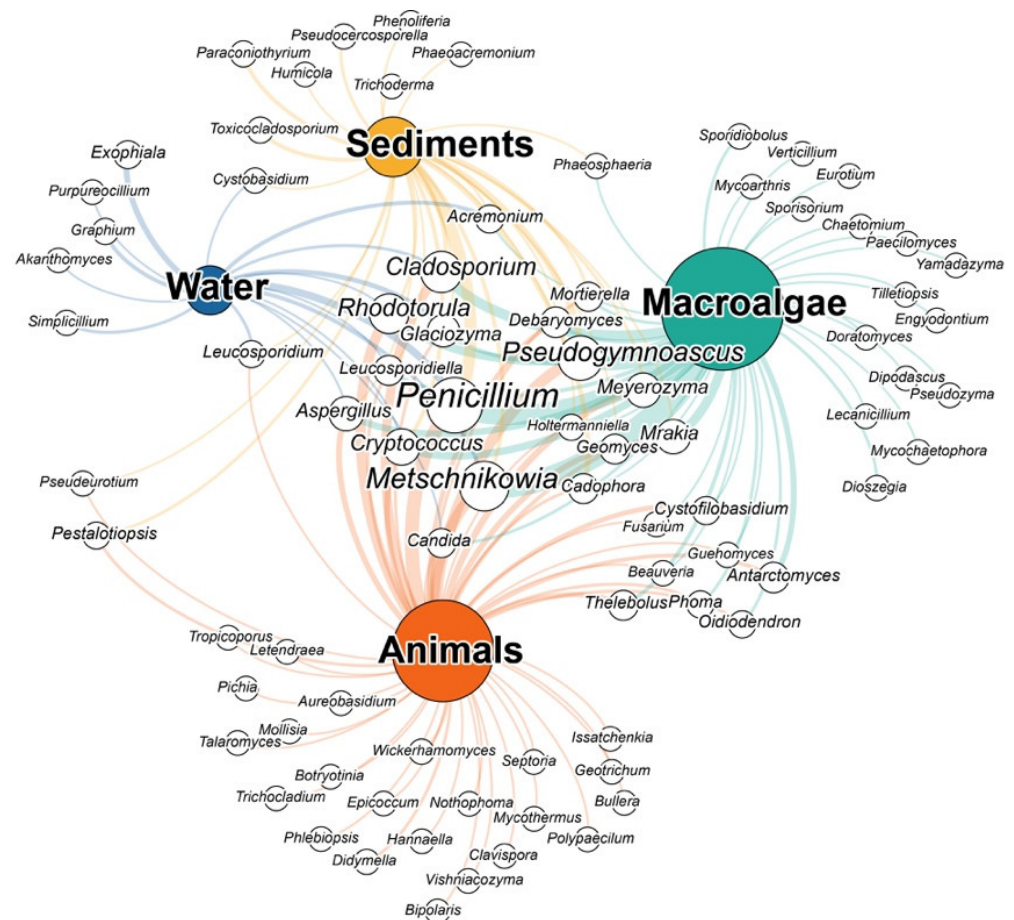 Phenoliferia
Pseudocercosporella
Paraconiothyrium
Phaeoacremonium
Humicola
Trichoderma
Toxicocladosporium
Sediments
Sporidiobolus
Exophiala
Verticillium
Phaeosphaeria
Eurotium
Cystobasidium
Mycoarthris
Purpureocillium
Sporisorium
Acremonium
Chaetomium
Graphium
Paecilomyces
Akanthomyces
Cladosporium
Yamadazyma
Water
Mortierella
Macroalgae
Tilletiopsis
Rhodotorula
Debaryomyces
Engyodontium
Simplicillium
Glaciozyma
Doratomyces
Leucosporidium
Pseudogymnoascus
Leucosporidiella
Dipodascus
Meyerozyma
Penicillium
Pseudozyma
Aspergillus
Lecanicillium
Holtermanniella
Mrakia
Cryptococcus
Geomyces
Mycochaetophora
Metschnikowia
Pseudeurotium
Cadophora
Dioszegia
Cystofilobasidium
Fusarium
Pestalotiopsis
Candida
Guehomyces
Beauveria
Antarctomyces
Thelebolus
Phoma
Oidiodendron
Tropicoporus
Letendraea
Animals
Pichia
Aureobasidium
Mollisia
Talaromyces
Issatchenkia
Wickerhamomyces
Septoria
Geotrichum
Botryotinia
Trichocladium
Epicoccum
Nothophoma
Bullera
Mycothermus
Phlebiopsis
Hannaella
Polypaecilum
Didymella
Clavispora
Vishniacozyma
Bipolaris